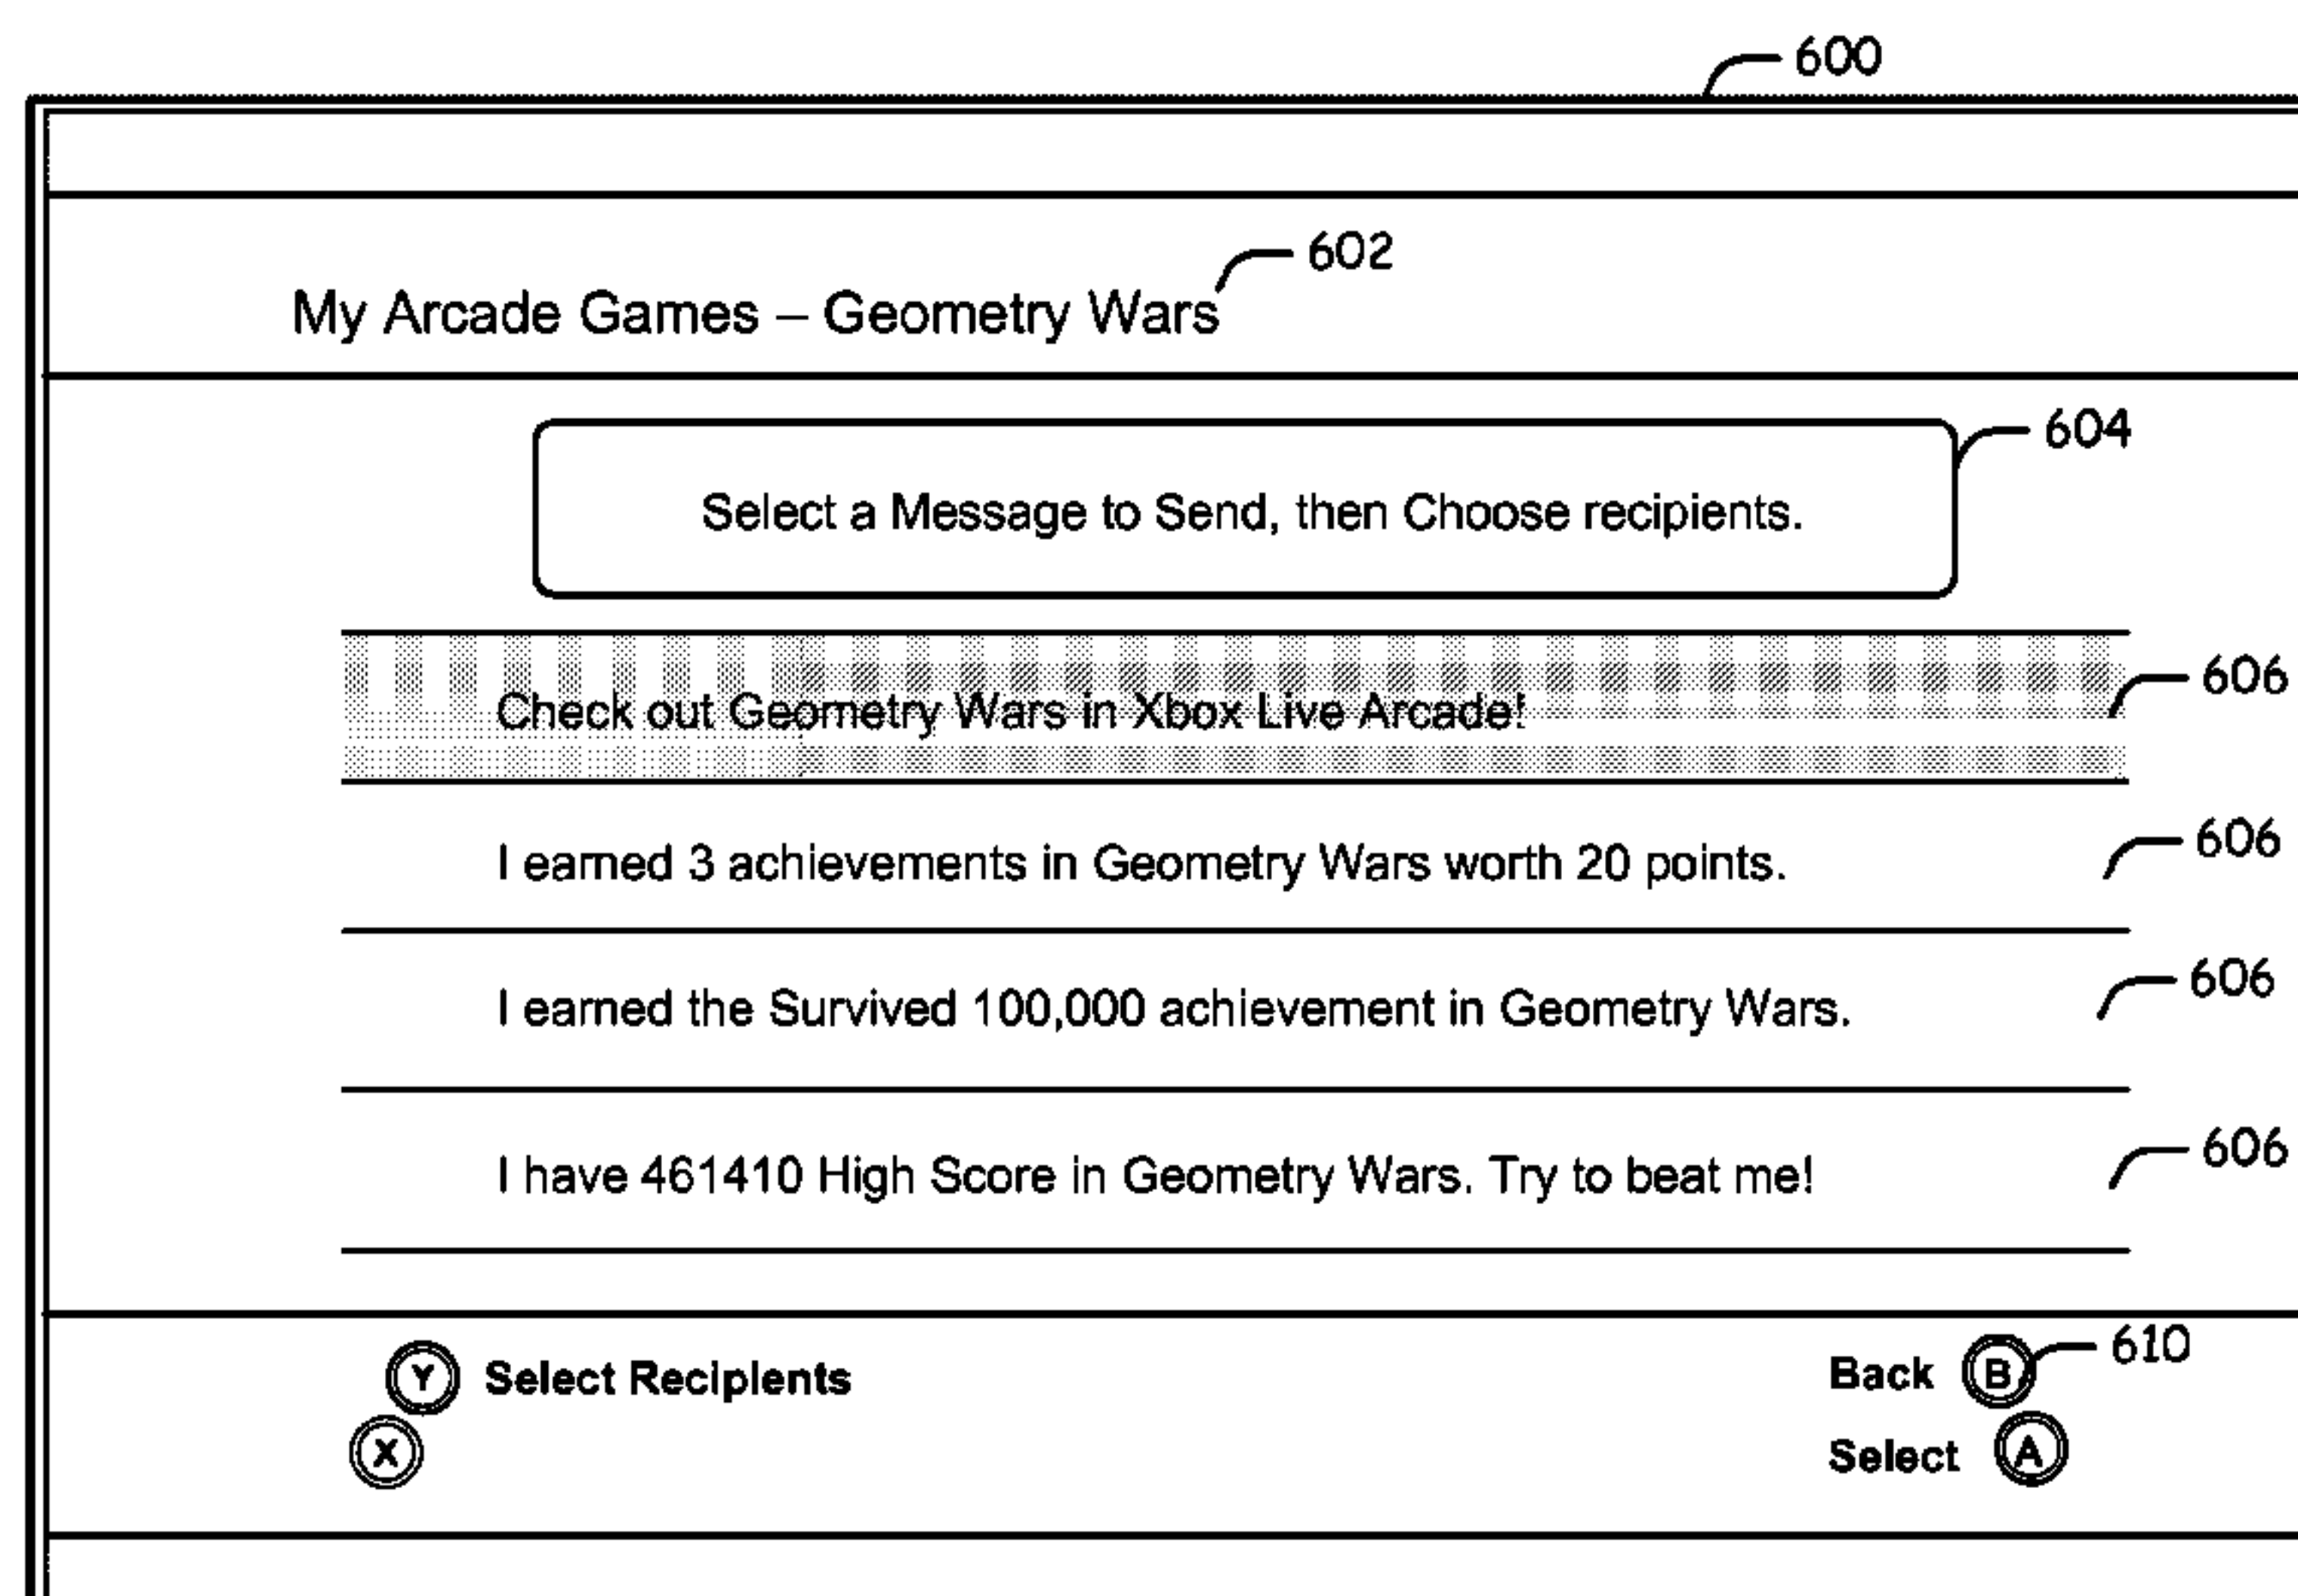 600
602
My Arcade Games – Geometry Wars
604
Select a Message to Send, then Choose recipients.
606
Check out Geometry Wars in Xbox Live Arcade!
606
I earned 3 achievements in Geometry Wars worth 20 points.
606
I earned the Survived 100,000 achievement in Geometry Wars.
606
I have 461410 High Score in Geometry Wars. Try to beat me!
Y Select Recipients Back B 610
X Select A